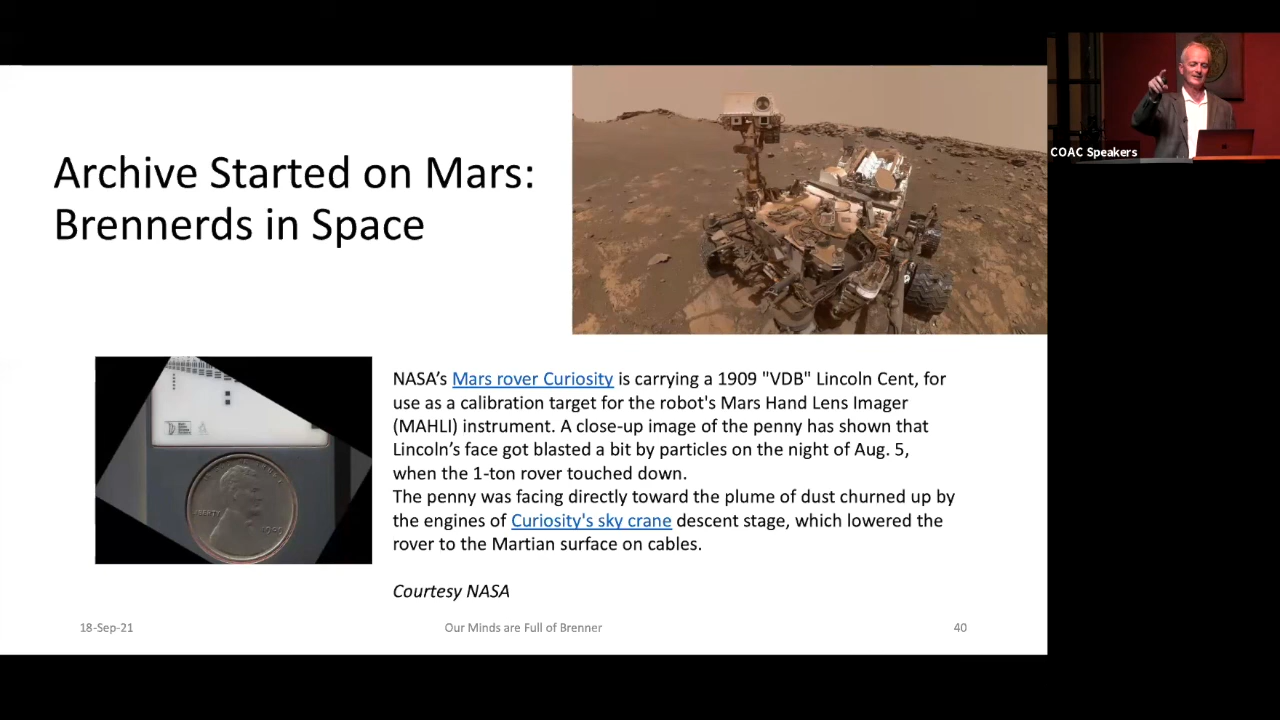 Archive Started on Mars:
Brennerds in Space
COAC Speakers
LIBERTY
1909
NASA’s Mars rover Curiosity is carrying a 1909 "VDB" Lincoln Cent, for
use as a calibration target for the robot's Mars Hand Lens Imager
(MAHLI) instrument. A close-up image of the penny has shown that
Lincoln’s face got blasted a bit by particles on the night of Aug. 5,
when the 1-ton rover touched down.
The penny was facing directly toward the plume of dust churned up by
the engines of Curiosity's sky crane descent stage, which lowered the
rover to the Martian surface on cables.
Courtesy NASA
18-Sep-21
Our Minds are Full of Brenner
40